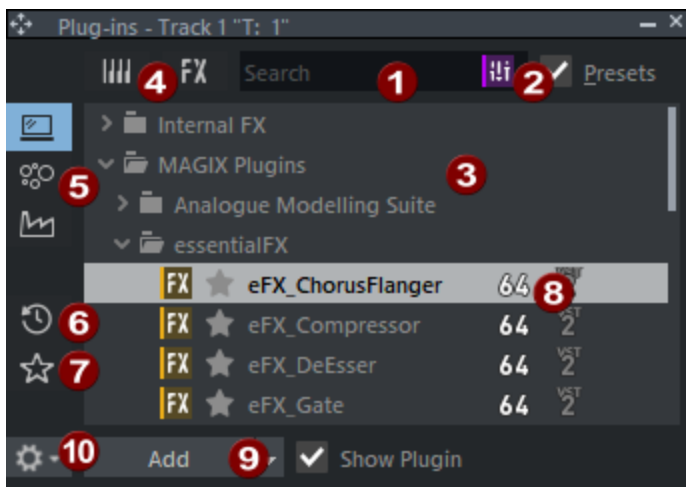 Plug-ins - Track 1 "T: 1"
4 FX Search 1 2 Presets
Internal FX
MAGIX Plugins 3
5 Analogue Modelling Suite
essentialFX
FX eFX_ChorusFlanger 64 8
6 FX eFX_Compressor 64 VST 2
7 FX eFX_DeEsser 64 VST 2
FX eFX_Gate 64 VST 2
10 Add 9 Show Plugin